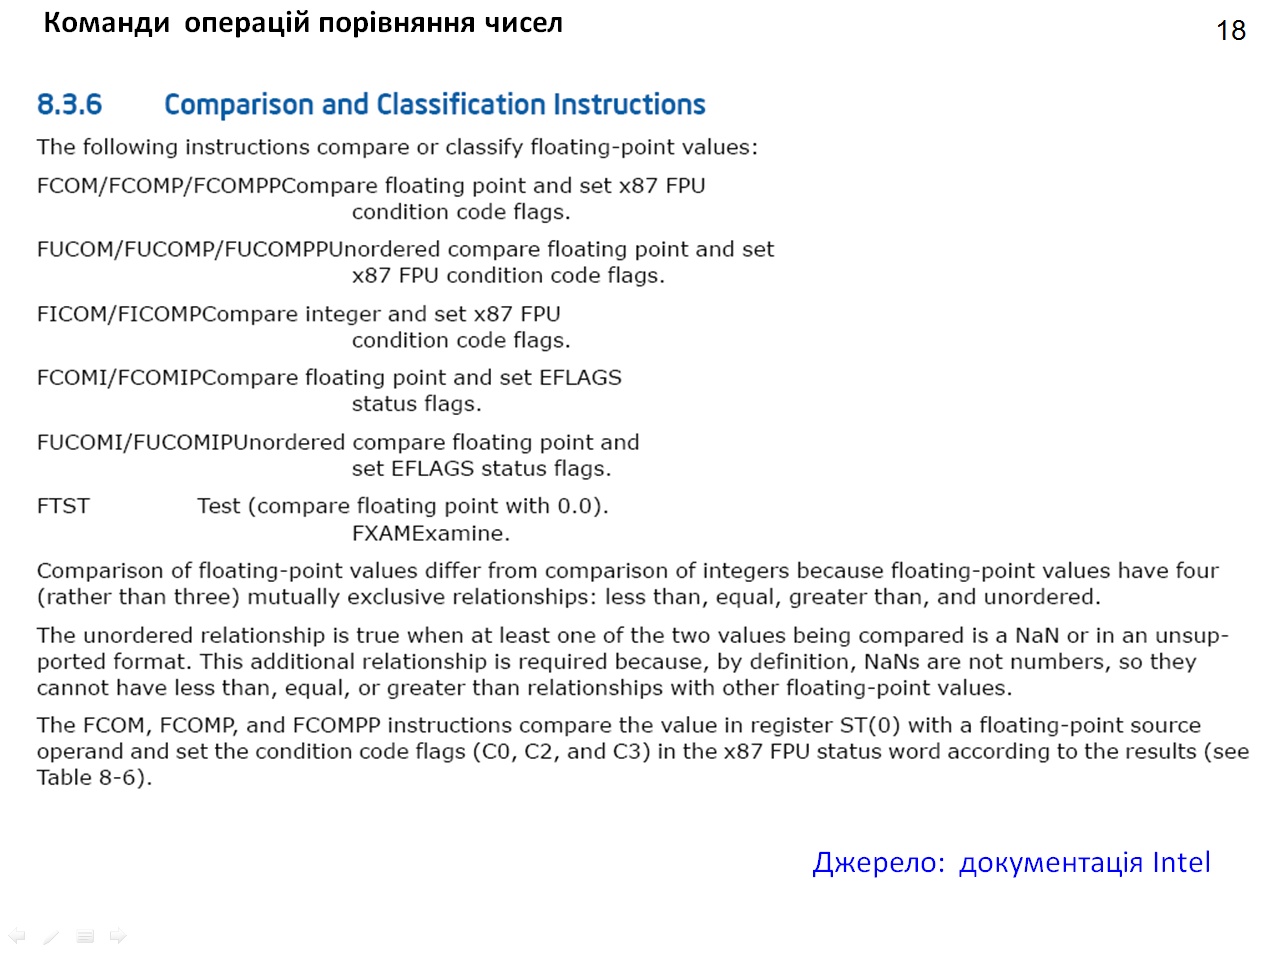 Команди операцій порівняння чисел
18
8.3.6 Comparison and Classification Instructions
The following instructions compare or classify floating-point values:
FCOM/FCOMP/FCOMPPCompare floating point and set x87 FPU
condition code flags.
FUCOM/FUCOMP/FUCOMPPUnordered compare floating point and set
x87 FPU condition code flags.
FICOM/FICOMPCompare integer and set x87 FPU
condition code flags.
FCOMI/FCOMIPCompare floating point and set EFLAGS
status flags.
FUCOMI/FUCOMIPUnordered compare floating point and
set EFLAGS status flags.
FTST Test (compare floating point with 0.0).
FXAMExamine.
Comparison of floating-point values differ from comparison of integers because floating-point values have four
(rather than three) mutually exclusive relationships: less than, equal, greater than, and unordered.
The unordered relationship is true when at least one of the two values being compared is a NaN or in an unsup-
ported format. This additional relationship is required because, by definition, NaNs are not numbers, so they
cannot have less than, equal, or greater than relationships with other floating-point values.
The FCOM, FCOMP, and FCOMPP instructions compare the value in register ST(0) with a floating-point source
operand and set the condition code flags (C0, C2, and C3) in the x87 FPU status word according to the results (see
Table 8-6).
Джерело: документація Intel